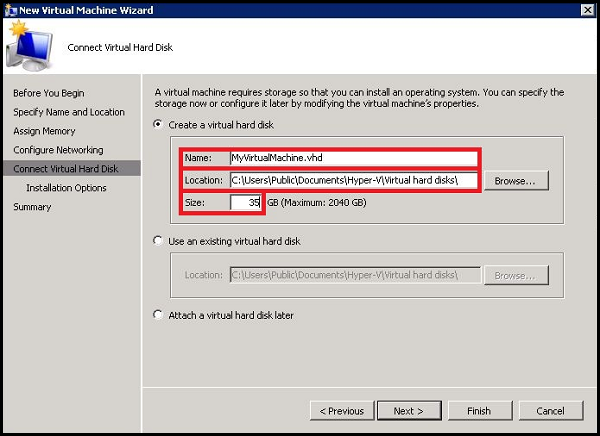 New Virtual Machine Wizard
Connect Virtual Hard Disk
Before You Begin
Specify Name and Location
Assign Memory
Configure Networking
Connect Virtual Hard Disk
Installation Options
Summary
A virtual machine requires storage so that you can install an operating system. You can specify the
storage now or configure it later by modifying the virtual machine's properties.
Create a virtual hard disk
Name: MyVirtualMachine.vhd
Location: C:\Users\Public\Documents\Hyper-V\Virtual hard disks\ Browse...
Size: 35 GB (Maximum: 2040 GB)
Use an existing virtual hard disk
Location: C:\Users\Public\Documents\Hyper-V\Virtual hard disks\ Browse...
Attach a virtual hard disk later
< Previous Next > Finish Cancel